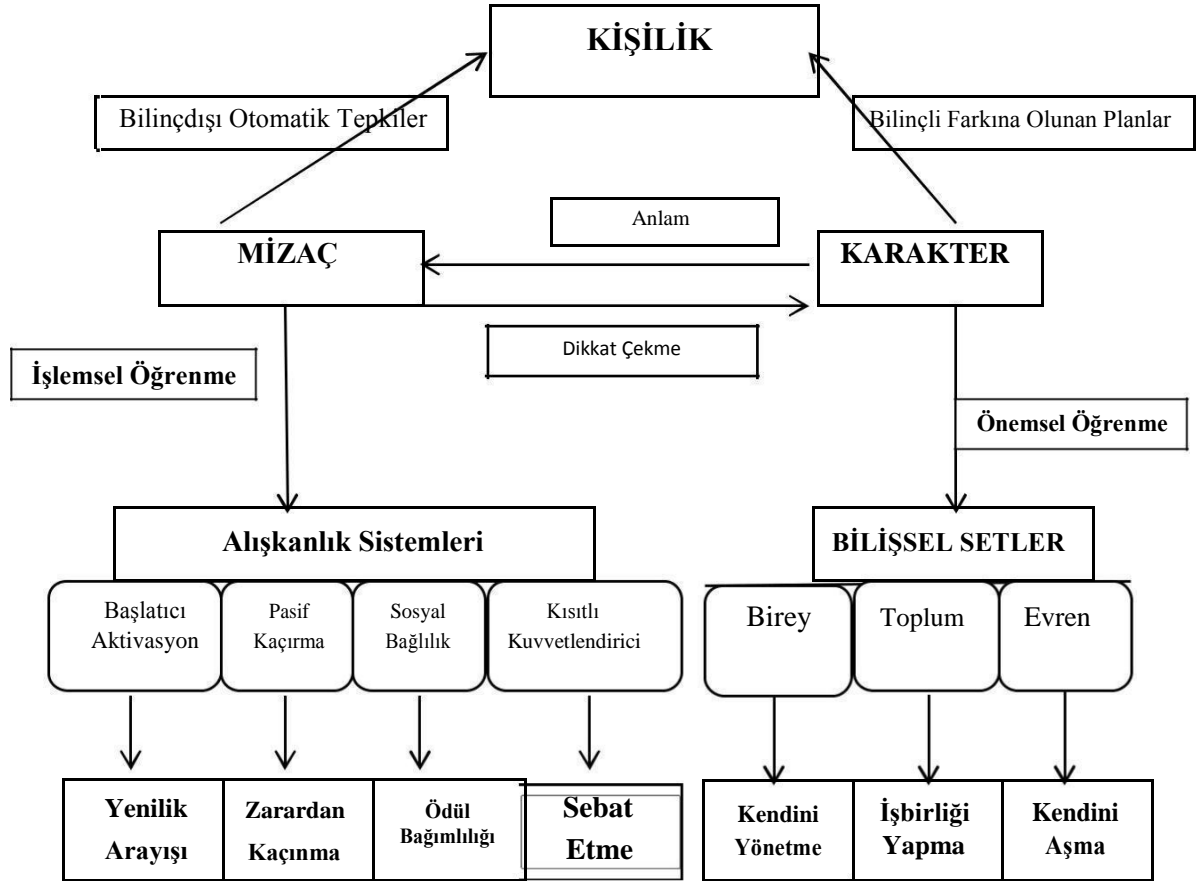 KİŞİLİK
Bilinçdışı Otomatik Tepkiler
Bilinçli Farkına Olunan Planlar
Anlam
MİZAÇ
KARAKTER
Dikkat Çekme
İşlemsel Öğrenme
Önemsel Öğrenme
Alışkanlık Sistemleri
BİLİŞSEL SETLER
Başlatıcı
Aktivasyon
Pasif
Kaçırma
Sosyal
Bağlılık
Kısıtlı
Kuvvetlendirici
Birey
Toplum
Evren
Yenilik
Arayışı
Zarardan
Kaçınma
Ödül
Bağımlılığı
Sebat
Etme
Kendini
Yönetme
İşbirliği
Yapma
Kendini
Aşma